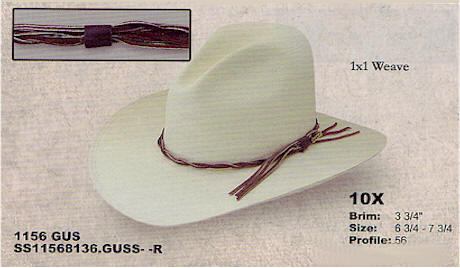 1x1 Weave
10X
Brim: 3 3/4"
Size: 6 3/4 - 7 3/4
Profile: .56
1156 GUS
SS11568136.GUSS- -R